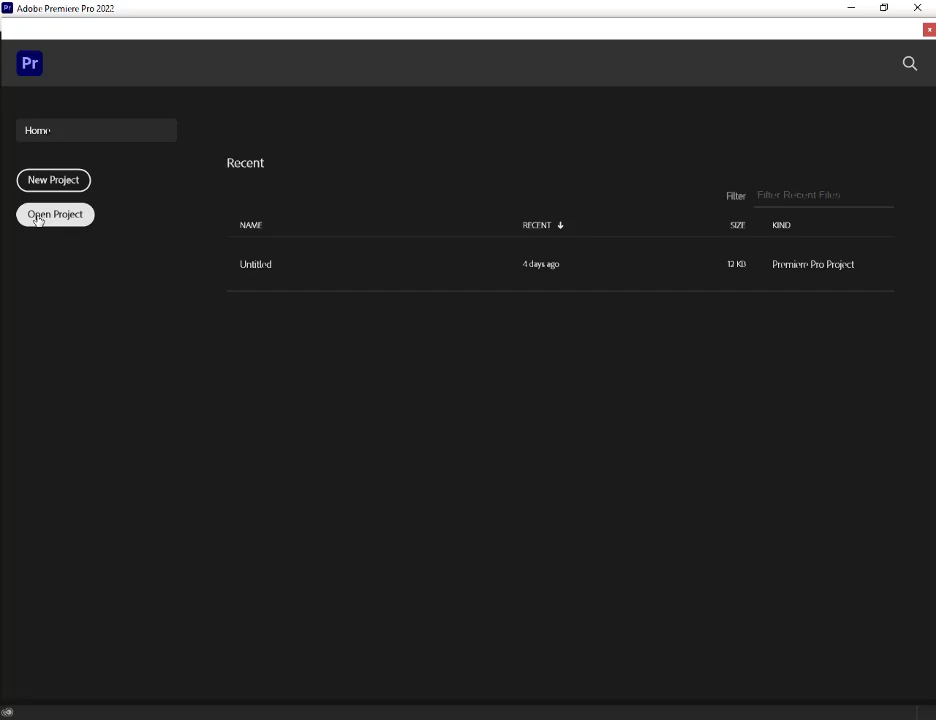 Pr Adobe Premiere Pro 2022
Pr
Home
New Project
Recent
Filter Filter Recent Files
Open Project
NAME RECENT SIZE KIND
Untitled 4 days ago 12 KB Premiere Pro Project